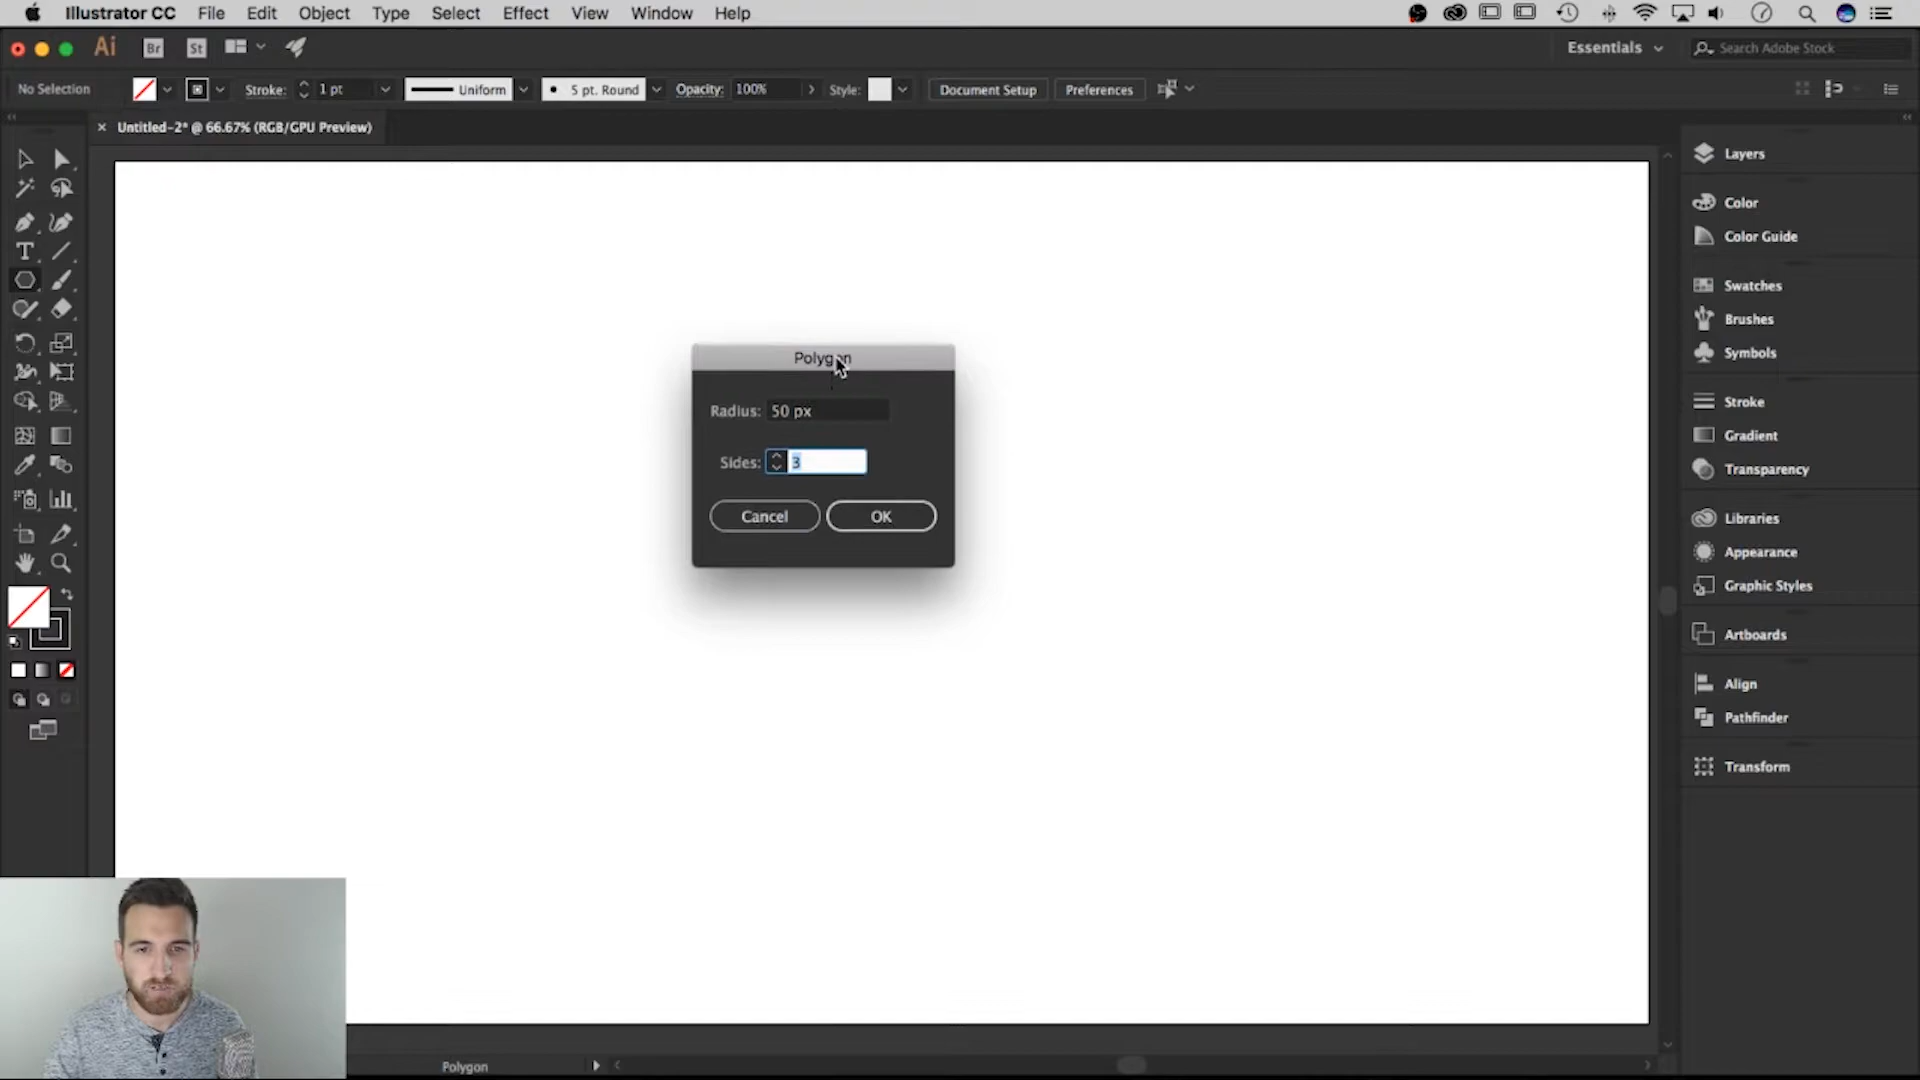 Illustrator CC File Edit Object Type Select Effect View Window Help
Ai Br St Essentials Search Adobe Stock
No Selection Stroke: 1 pt Uniform 5 pt. Round Opacity: 100% Style: Document Setup Preferences
Untitled-2* @ 66.67% (RGB/GPU Preview)
Layers
Color
Color Guide
Swatches
Brushes
Symbols
Stroke
Gradient
Transparency
Libraries
Appearance
Graphic Styles
Artboards
Align
Pathfinder
Transform
Polygon
Radius: 50 px
Sides: 3
Cancel OK
Polygon